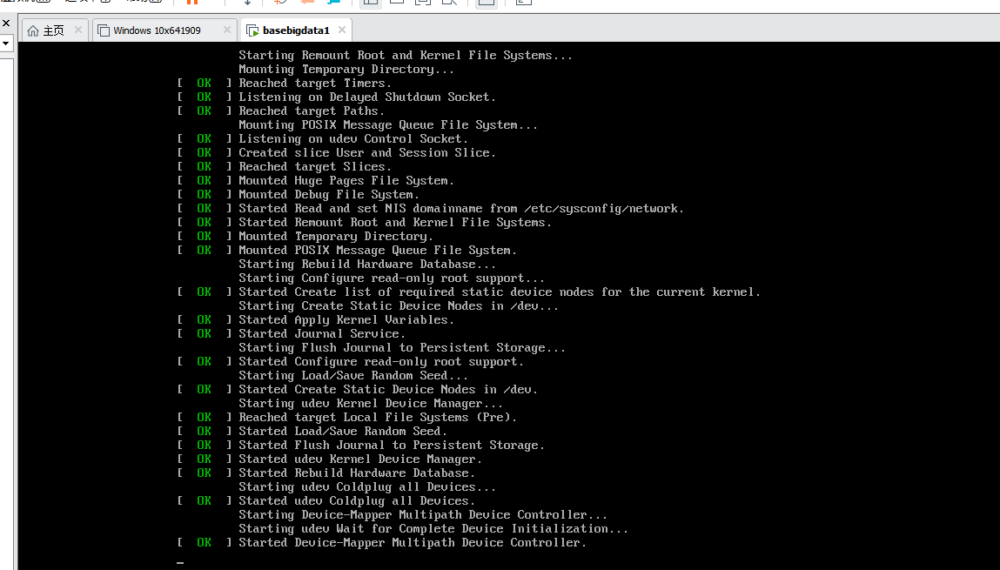 主页
Windows 10x641909
basebigdata1
Starting Remount Root and Kernel File Systems...
Mounting Temporary Directory...
[  OK  ] Reached target Timers.
[  OK  ] Listening on Delayed Shutdown Socket.
[  OK  ] Reached target Paths.
Mounting POSIX Message Queue File System...
[  OK  ] Listening on udev Control Socket.
[  OK  ] Created slice User and Session Slice.
[  OK  ] Reached target Slices.
[  OK  ] Mounted Huge Pages File System.
[  OK  ] Mounted Debug File System.
[  OK  ] Started Read and set NIS domainname from /etc/sysconfig/network.
[  OK  ] Started Remount Root and Kernel File Systems.
[  OK  ] Mounted Temporary Directory.
[  OK  ] Mounted POSIX Message Queue File System.
Starting Rebuild Hardware Database...
Starting Configure read-only root support...
[  OK  ] Started Create list of required static device nodes for the current kernel.
Starting Create Static Device Nodes in /dev...
[  OK  ] Started Apply Kernel Variables.
[  OK  ] Started Journal Service.
Starting Flush Journal to Persistent Storage...
[  OK  ] Started Configure read-only root support.
Starting Load/Save Random Seed...
[  OK  ] Started Create Static Device Nodes in /dev.
Starting udev Kernel Device Manager...
[  OK  ] Reached target Local File Systems (Pre).
[  OK  ] Started Load/Save Random Seed.
[  OK  ] Started Flush Journal to Persistent Storage.
[  OK  ] Started udev Kernel Device Manager.
[  OK  ] Started Rebuild Hardware Database.
Starting udev Coldplug all Devices...
[  OK  ] Started udev Coldplug all Devices.
Starting Device-Mapper Multipath Device Controller...
Starting udev Wait for Complete Device Initialization...
[  OK  ] Started Device-Mapper Multipath Device Controller.